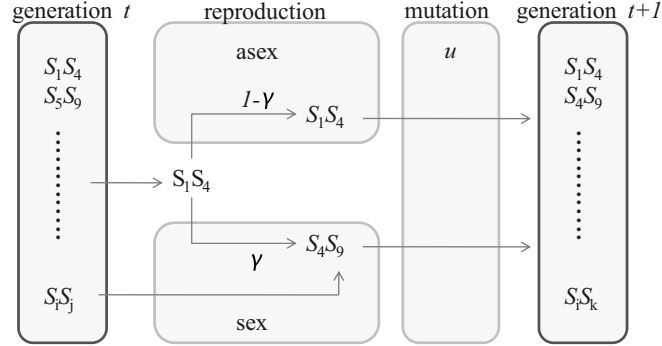 generation t
reproduction
mutation
generation t+1
S₁S₄
S₅S₉
asex
u
S₁S₄
S₄S₉
1-γ
S₁S₄
S₁S₄
γ
S₄S₉
SᵢSⱼ
sex
SᵢSₖ